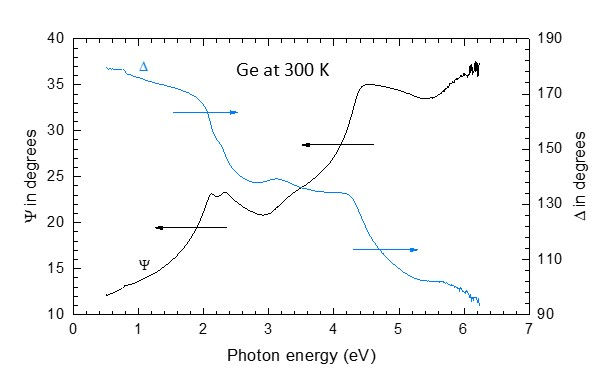 Ge at 300 K
Δ
Ψ
Ψ in degrees
40
35
30
25
20
15
10
Δ in degrees
190
170
150
130
110
90
0 1 2 3 4 5 6 7
Photon energy (eV)